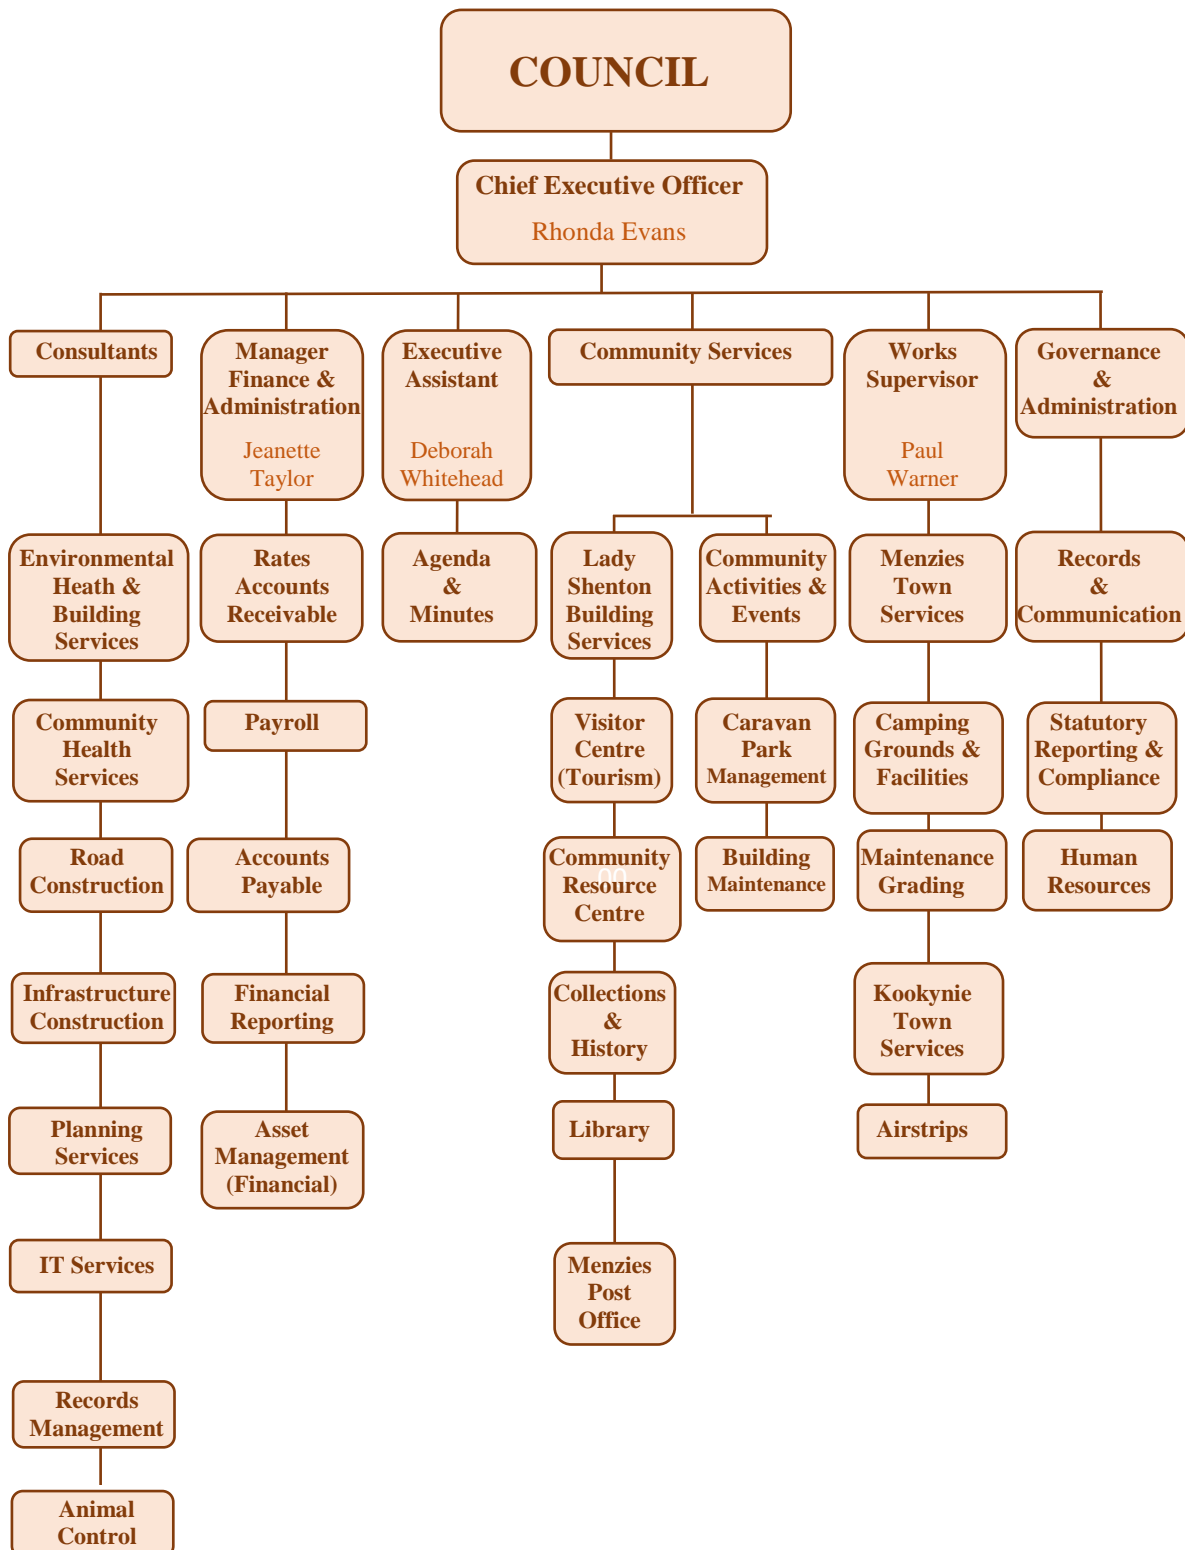 COUNCIL
Chief Executive Officer
Rhonda Evans
Consultants
Manager
Finance &
Administration
Jeanette
Taylor
Executive
Assistant
Deborah
Whitehead
Community Services
Works
Supervisor
Paul
Warner
Governance
&
Administration
Environmental
Heath &
Building
Services
Rates
Accounts
Receivable
Agenda
&
Minutes
Lady
Shenton
Building
Services
Community
Activities &
Events
Menzies
Town
Services
Records
&
Communication
Community
Health
Services
Payroll
Visitor
Centre
(Tourism)
Caravan
Park
Management
Camping
Grounds &
Facilities
Statutory
Reporting &
Compliance
Road
Construction
Accounts
Payable
Community
Resource
Centre
00
Building
Maintenance
Maintenance
Grading
Human
Resources
Infrastructure
Construction
Financial
Reporting
Collections
&
History
Kookynie
Town
Services
Planning
Services
Asset
Management
(Financial)
Library
Airstrips
IT Services
Menzies
Post
Office
Records
Management
Animal
Control